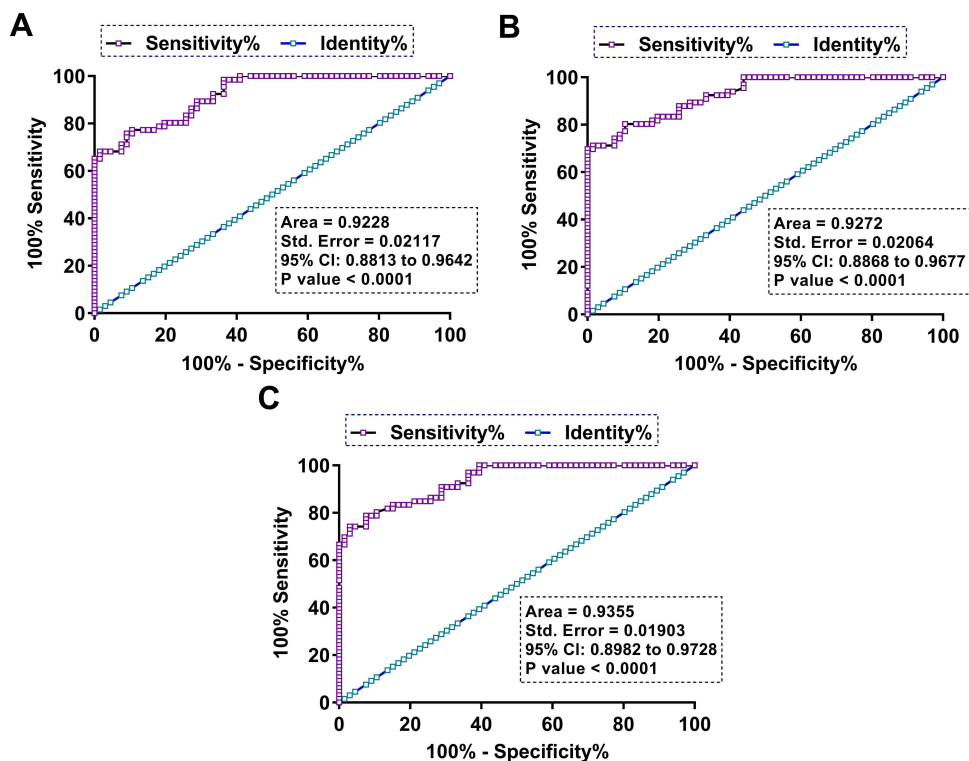 A
Sensitivity% Identity%
100
80
60
40
20
0
100% Sensitivity
Area = 0.9228
Std. Error = 0.02117
95% CI: 0.8813 to 0.9642
P value < 0.0001
0 20 40 60 80 100
100% - Specificity%
B
Sensitivity% Identity%
100
80
60
40
20
0
100% Sensitivity
Area = 0.9272
Std. Error = 0.02064
95% CI: 0.8868 to 0.9677
P value < 0.0001
0 20 40 60 80 100
100% - Specificity%
C
Sensitivity% Identity%
100
80
60
40
20
0
100% Sensitivity
Area = 0.9355
Std. Error = 0.01903
95% CI: 0.8982 to 0.9728
P value < 0.0001
0 20 40 60 80 100
100% - Specificity%